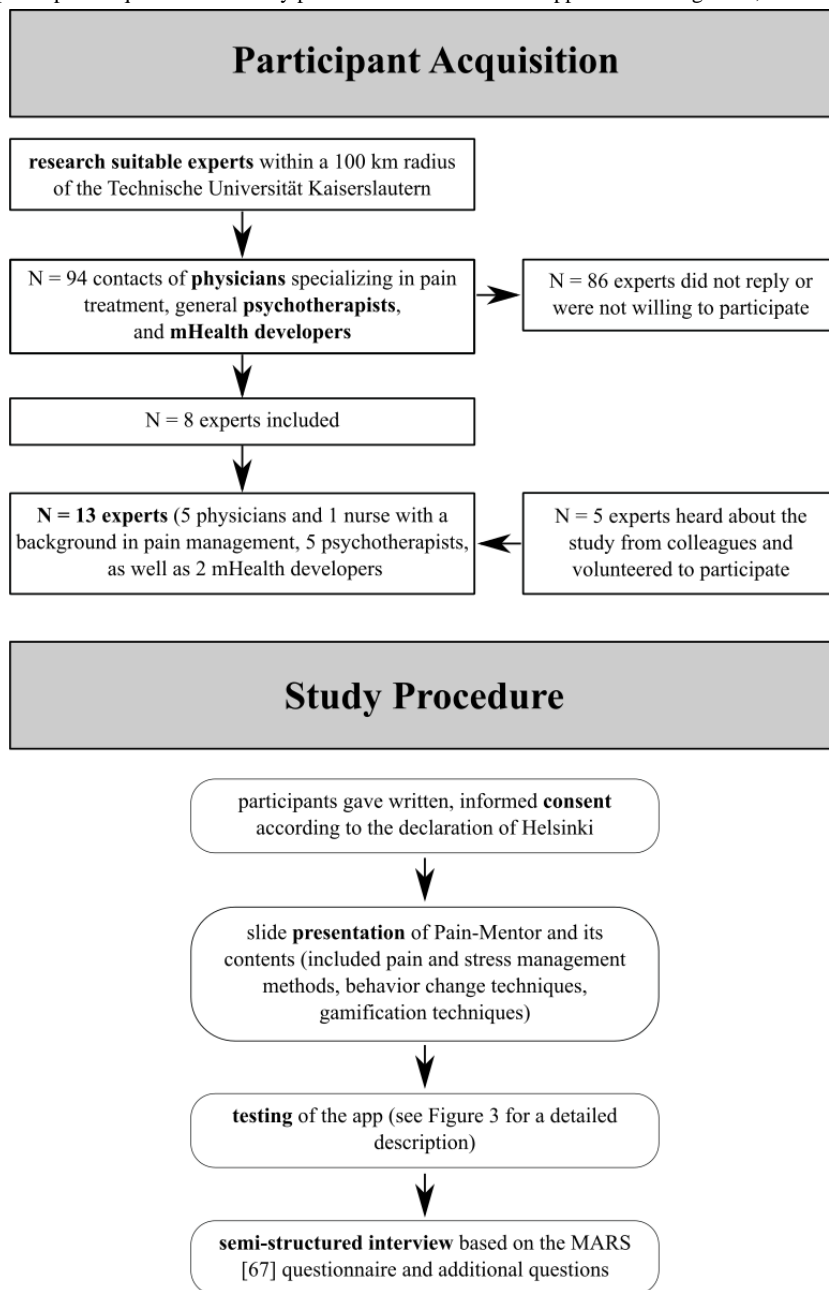 Participant Acquisition
research suitable experts within a 100 km radius
of the Technische Universität Kaiserslautern
N = 94 contacts of physicians specializing in pain
treatment, general psychotherapists,
and mHealth developers
N = 86 experts did not reply or
were not willing to participate
N = 8 experts included
N = 13 experts (5 physicians and 1 nurse with a
background in pain management, 5 psychotherapists,
as well as 2 mHealth developers
N = 5 experts heard about the
study from colleagues and
volunteered to participate
Study Procedure
participants gave written, informed consent
according to the declaration of Helsinki
slide presentation of Pain-Mentor and its
contents (included pain and stress management
methods, behavior change techniques,
gamification techniques)
testing of the app (see Figure 3 for a detailed
description)
semi-structured interview based on the MARS
[67] questionnaire and additional questions